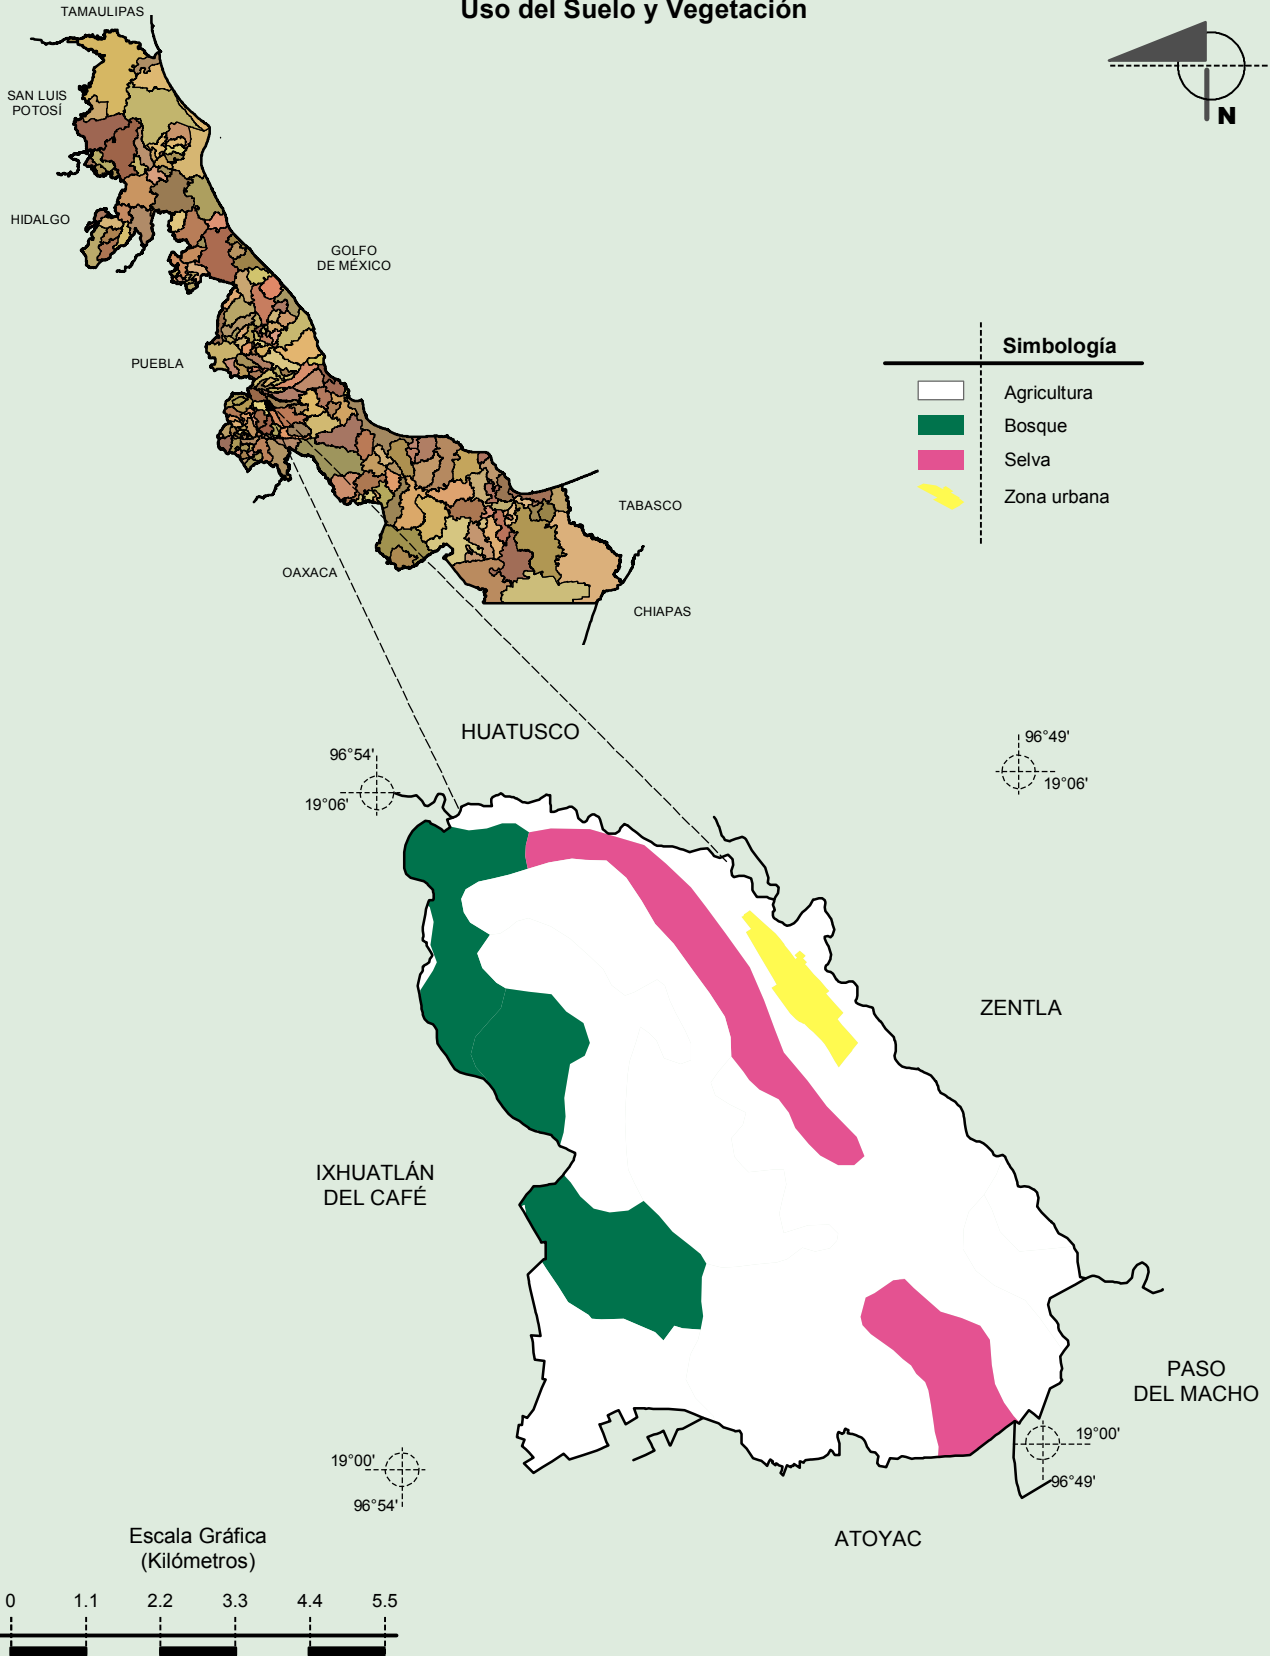 Uso del Suelo y Vegetación
TAMAULIPAS
N
SAN LUIS
POTOSÍ
HIDALGO
GOLFO
DE MÉXICO
PUEBLA
Simbología
Agricultura
Bosque
Selva
Zona urbana
TABASCO
OAXACA
CHIAPAS
HUATUSCO
96°54'
19°06'
96°49'
19°06'
ZENTLA
IXHUATLÁN
DEL CAFÉ
PASO
DEL MACHO
19°00'
96°54'
19°00'
96°49'
ATOYAC
Escala Gráfica
(Kilómetros)
0 1.1 2.2 3.3 4.4 5.5